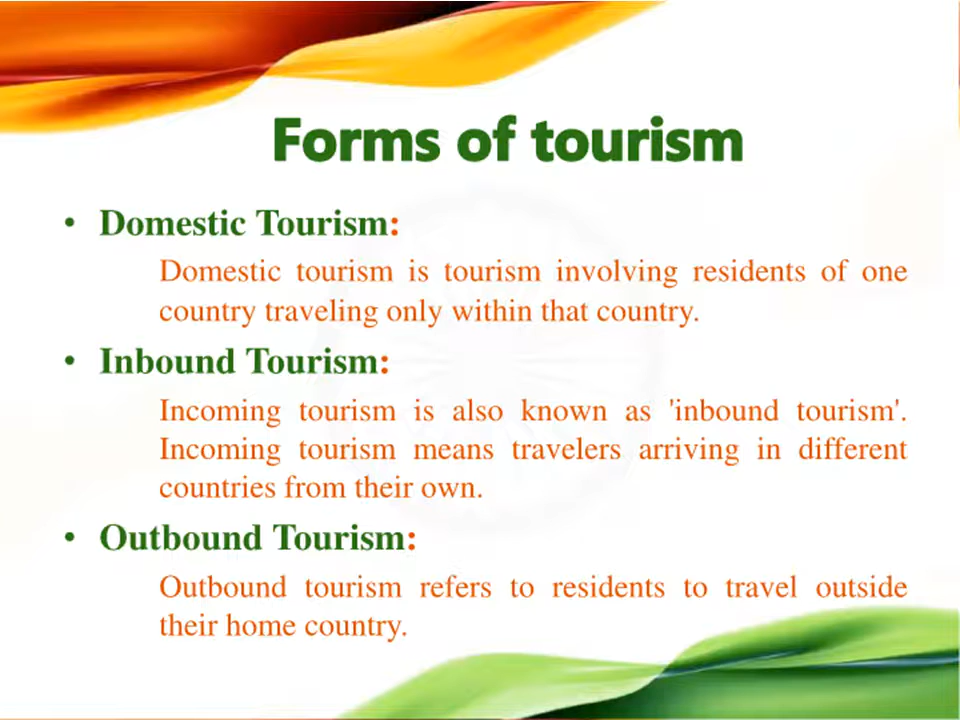 Forms of tourism
• Domestic Tourism:
Domestic tourism is tourism involving residents of one
country traveling only within that country.
• Inbound Tourism:
Incoming tourism is also known as 'inbound tourism'.
Incoming tourism means travelers arriving in different
countries from their own.
• Outbound Tourism:
Outbound tourism refers to residents to travel outside
their home country.